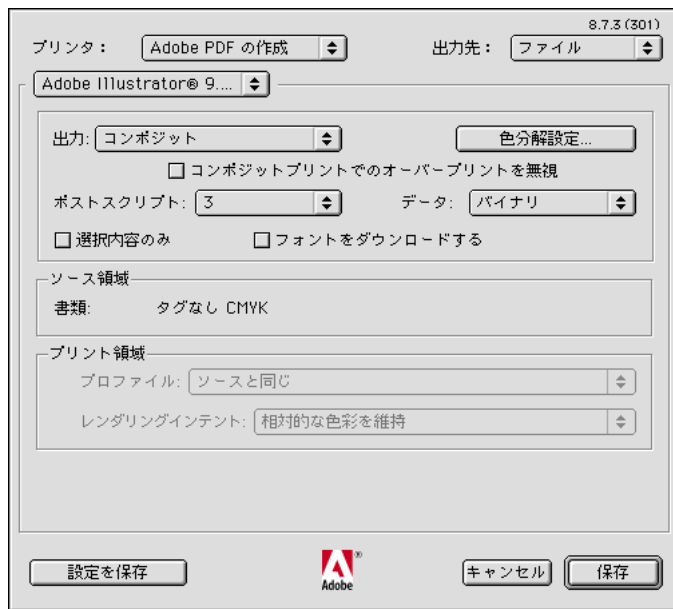 8.7.3 (301)
プリンタ： Adobe PDF の作成 出力先： ファイル
Adobe Illustrator® 9....
出力: コンポジット 色分解設定...
コンポジットプリントでのオーバープリントを無視
ポストスクリプト: 3 データ: バイナリ
選択内容のみ フォントをダウンロードする
ソース領域
書類: タグなし CMYK
プリント領域
プロファイル: ソースと同じ
レンダリングインテント: 相対的な色彩を維持
設定を保存 Adobe ® キャンセル 保存